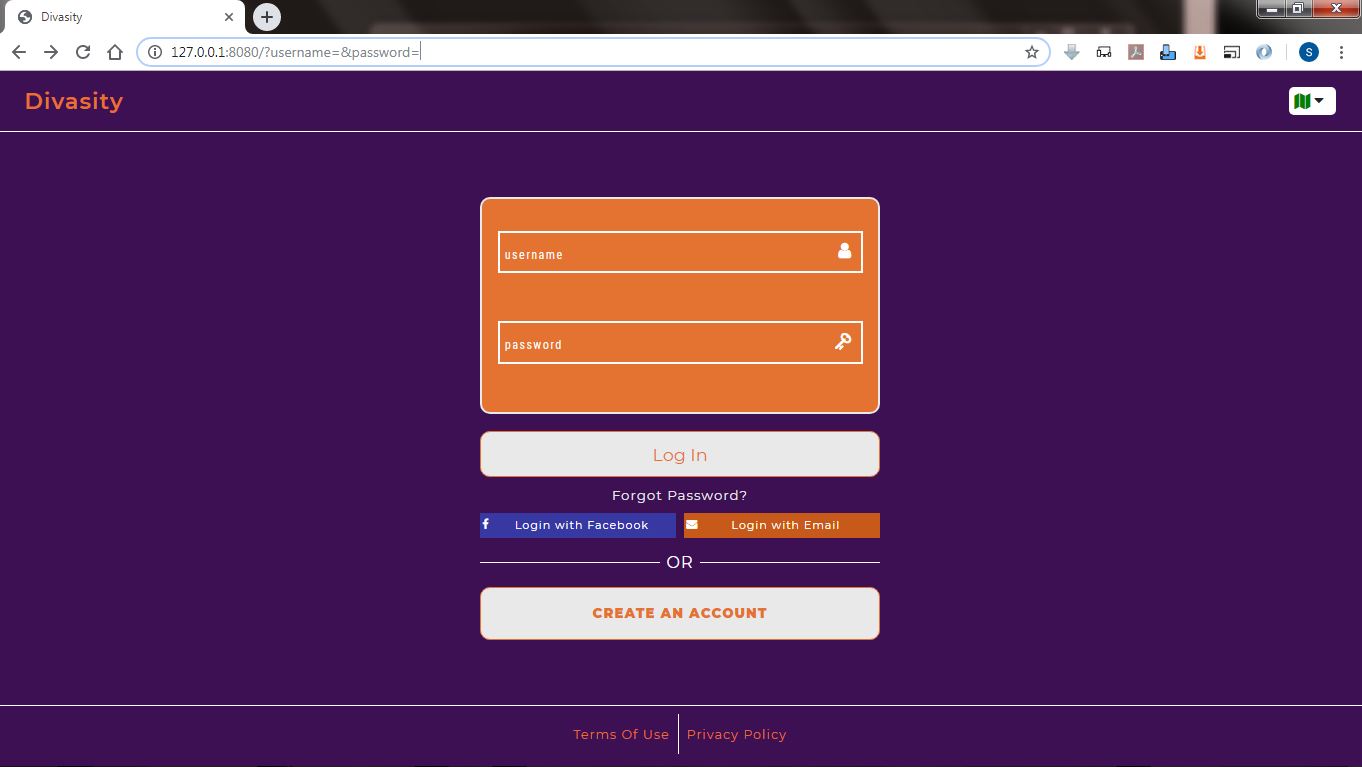 Divasity
127.0.0.1:8080/?username=&password=
S
Divasity
username
password
Log In
Forgot Password?
f Login with Facebook Login with Email
OR
CREATE AN ACCOUNT
Terms Of Use Privacy Policy